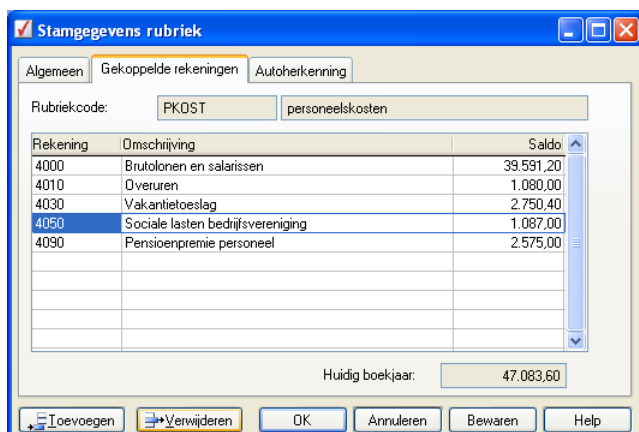 Stamgegevens rubriek
Algemeen Gekoppelde rekeningen Autoherkenning
Rubriekcode: PKOST personeelskosten
Rekening Omschrijving Saldo
4000 Brutolonen en salarissen 39.591,20
4010 Overuren 1.080,00
4030 Vakantietoeslag 2.750,40
4050 Sociale lasten bedrijfsvereniging 1.087,00
4090 Pensioenpremie personeel 2.575,00
Huidig boekjaar: 47.083,60
Toevoegen Verwijderen OK Annuleren Bewaren Help